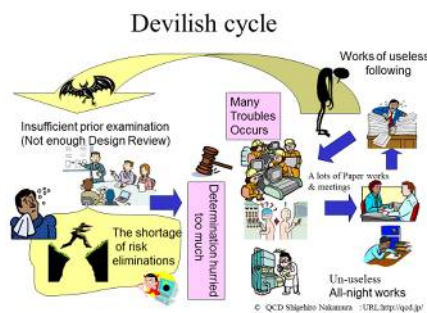 Devilish cycle
Works of useless
following
Many
Troubles
Occurs
Insufficient prior examination
(Not enough Design Review)
A lots of Paper works
& meetings
Determination hurried
too much
The shortage
of risk
eliminations
Un-useless
All-night works
© QCD Shigehiro Nakamura :URL:http://qcd.jp/